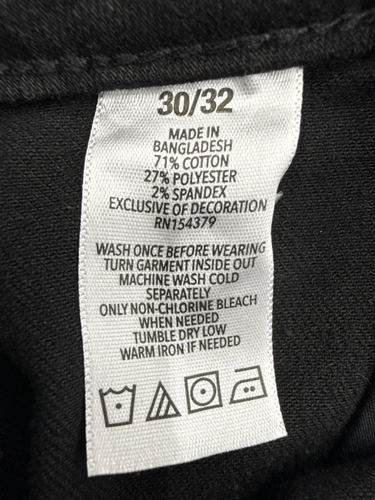 30/32
MADE IN
BANGLADESH
71% COTTON
27% POLYESTER
2% SPANDEX
EXCLUSIVE OF DECORATION
RN154379
WASH ONCE BEFORE WEARING
TURN GARMENT INSIDE OUT
MACHINE WASH COLD
SEPARATELY
ONLY NON-CHLORINE BLEACH
WHEN NEEDED
TUMBLE DRY LOW
WARM IRON IF NEEDED